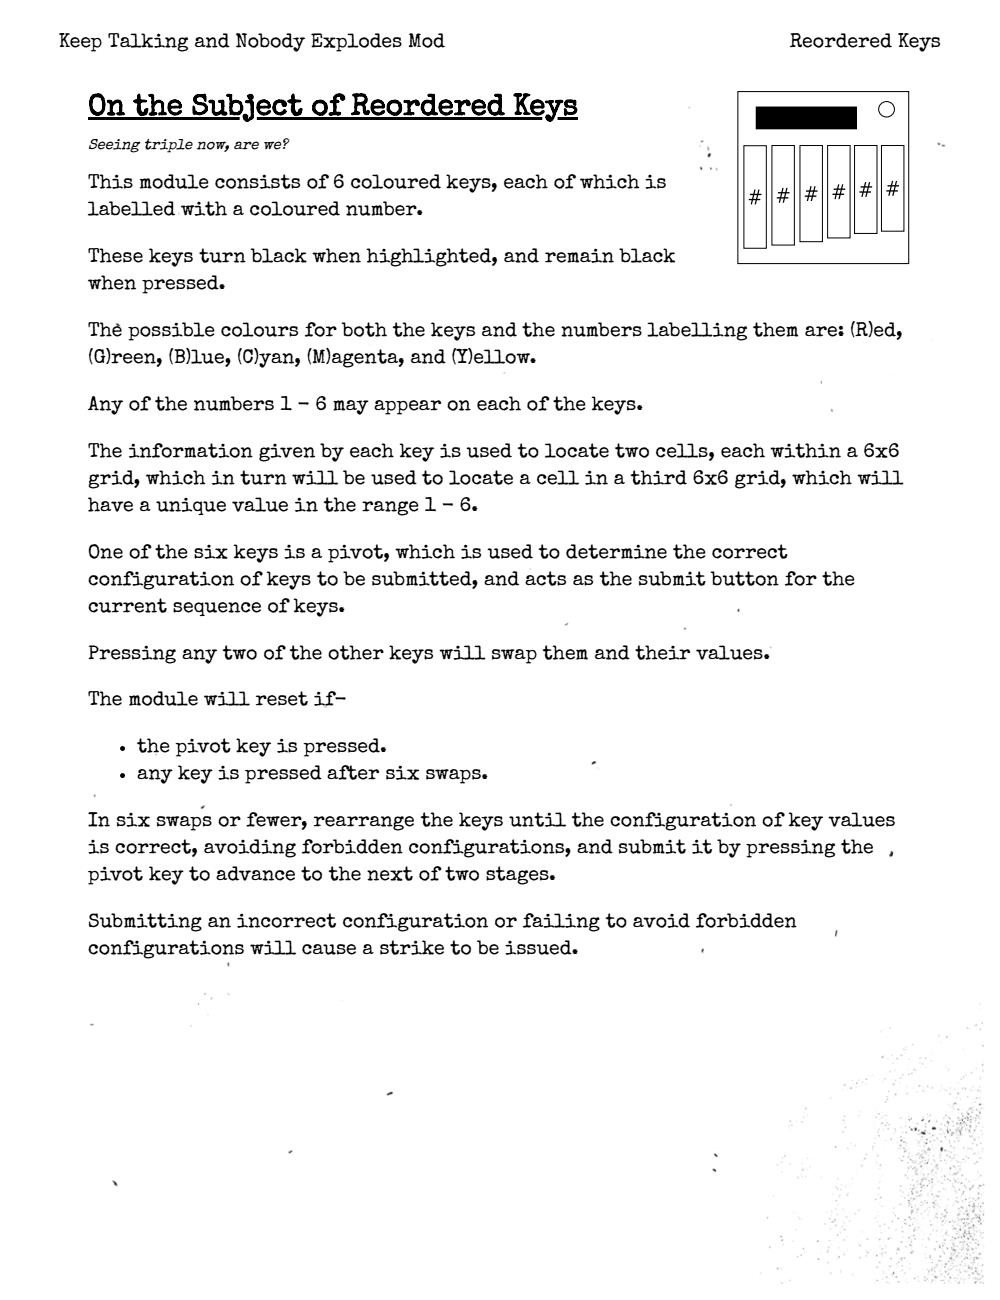 Keep Talking and Nobody Explodes Mod
Reordered Keys
On the Subject of Reordered Keys
Seeing triple now, are we?
This module consists of 6 coloured keys, each of which is
labelled with a coloured number.
These keys turn black when highlighted, and remain black
when pressed.
The possible colours for both the keys and the numbers labelling them are: (R)ed,
(G)reen, (B)lue, (C)yan, (M)agenta, and (Y)ellow.
Any of the numbers 1 - 6 may appear on each of the keys.
The information given by each key is used to locate two cells, each within a 6x6
grid, which in turn will be used to locate a cell in a third 6x6 grid, which will
have a unique value in the range 1 - 6.
One of the six keys is a pivot, which is used to determine the correct
configuration of keys to be submitted, and acts as the submit button for the
current sequence of keys.
Pressing any two of the other keys will swap them and their values.
The module will reset if-
• the pivot key is pressed.
• any key is pressed after six swaps.
In six swaps or fewer, rearrange the keys until the configuration of key values
is correct, avoiding forbidden configurations, and submit it by pressing the
pivot key to advance to the next of two stages.
Submitting an incorrect configuration or failing to avoid forbidden
configurations will cause a strike to be issued.
# # # # # #